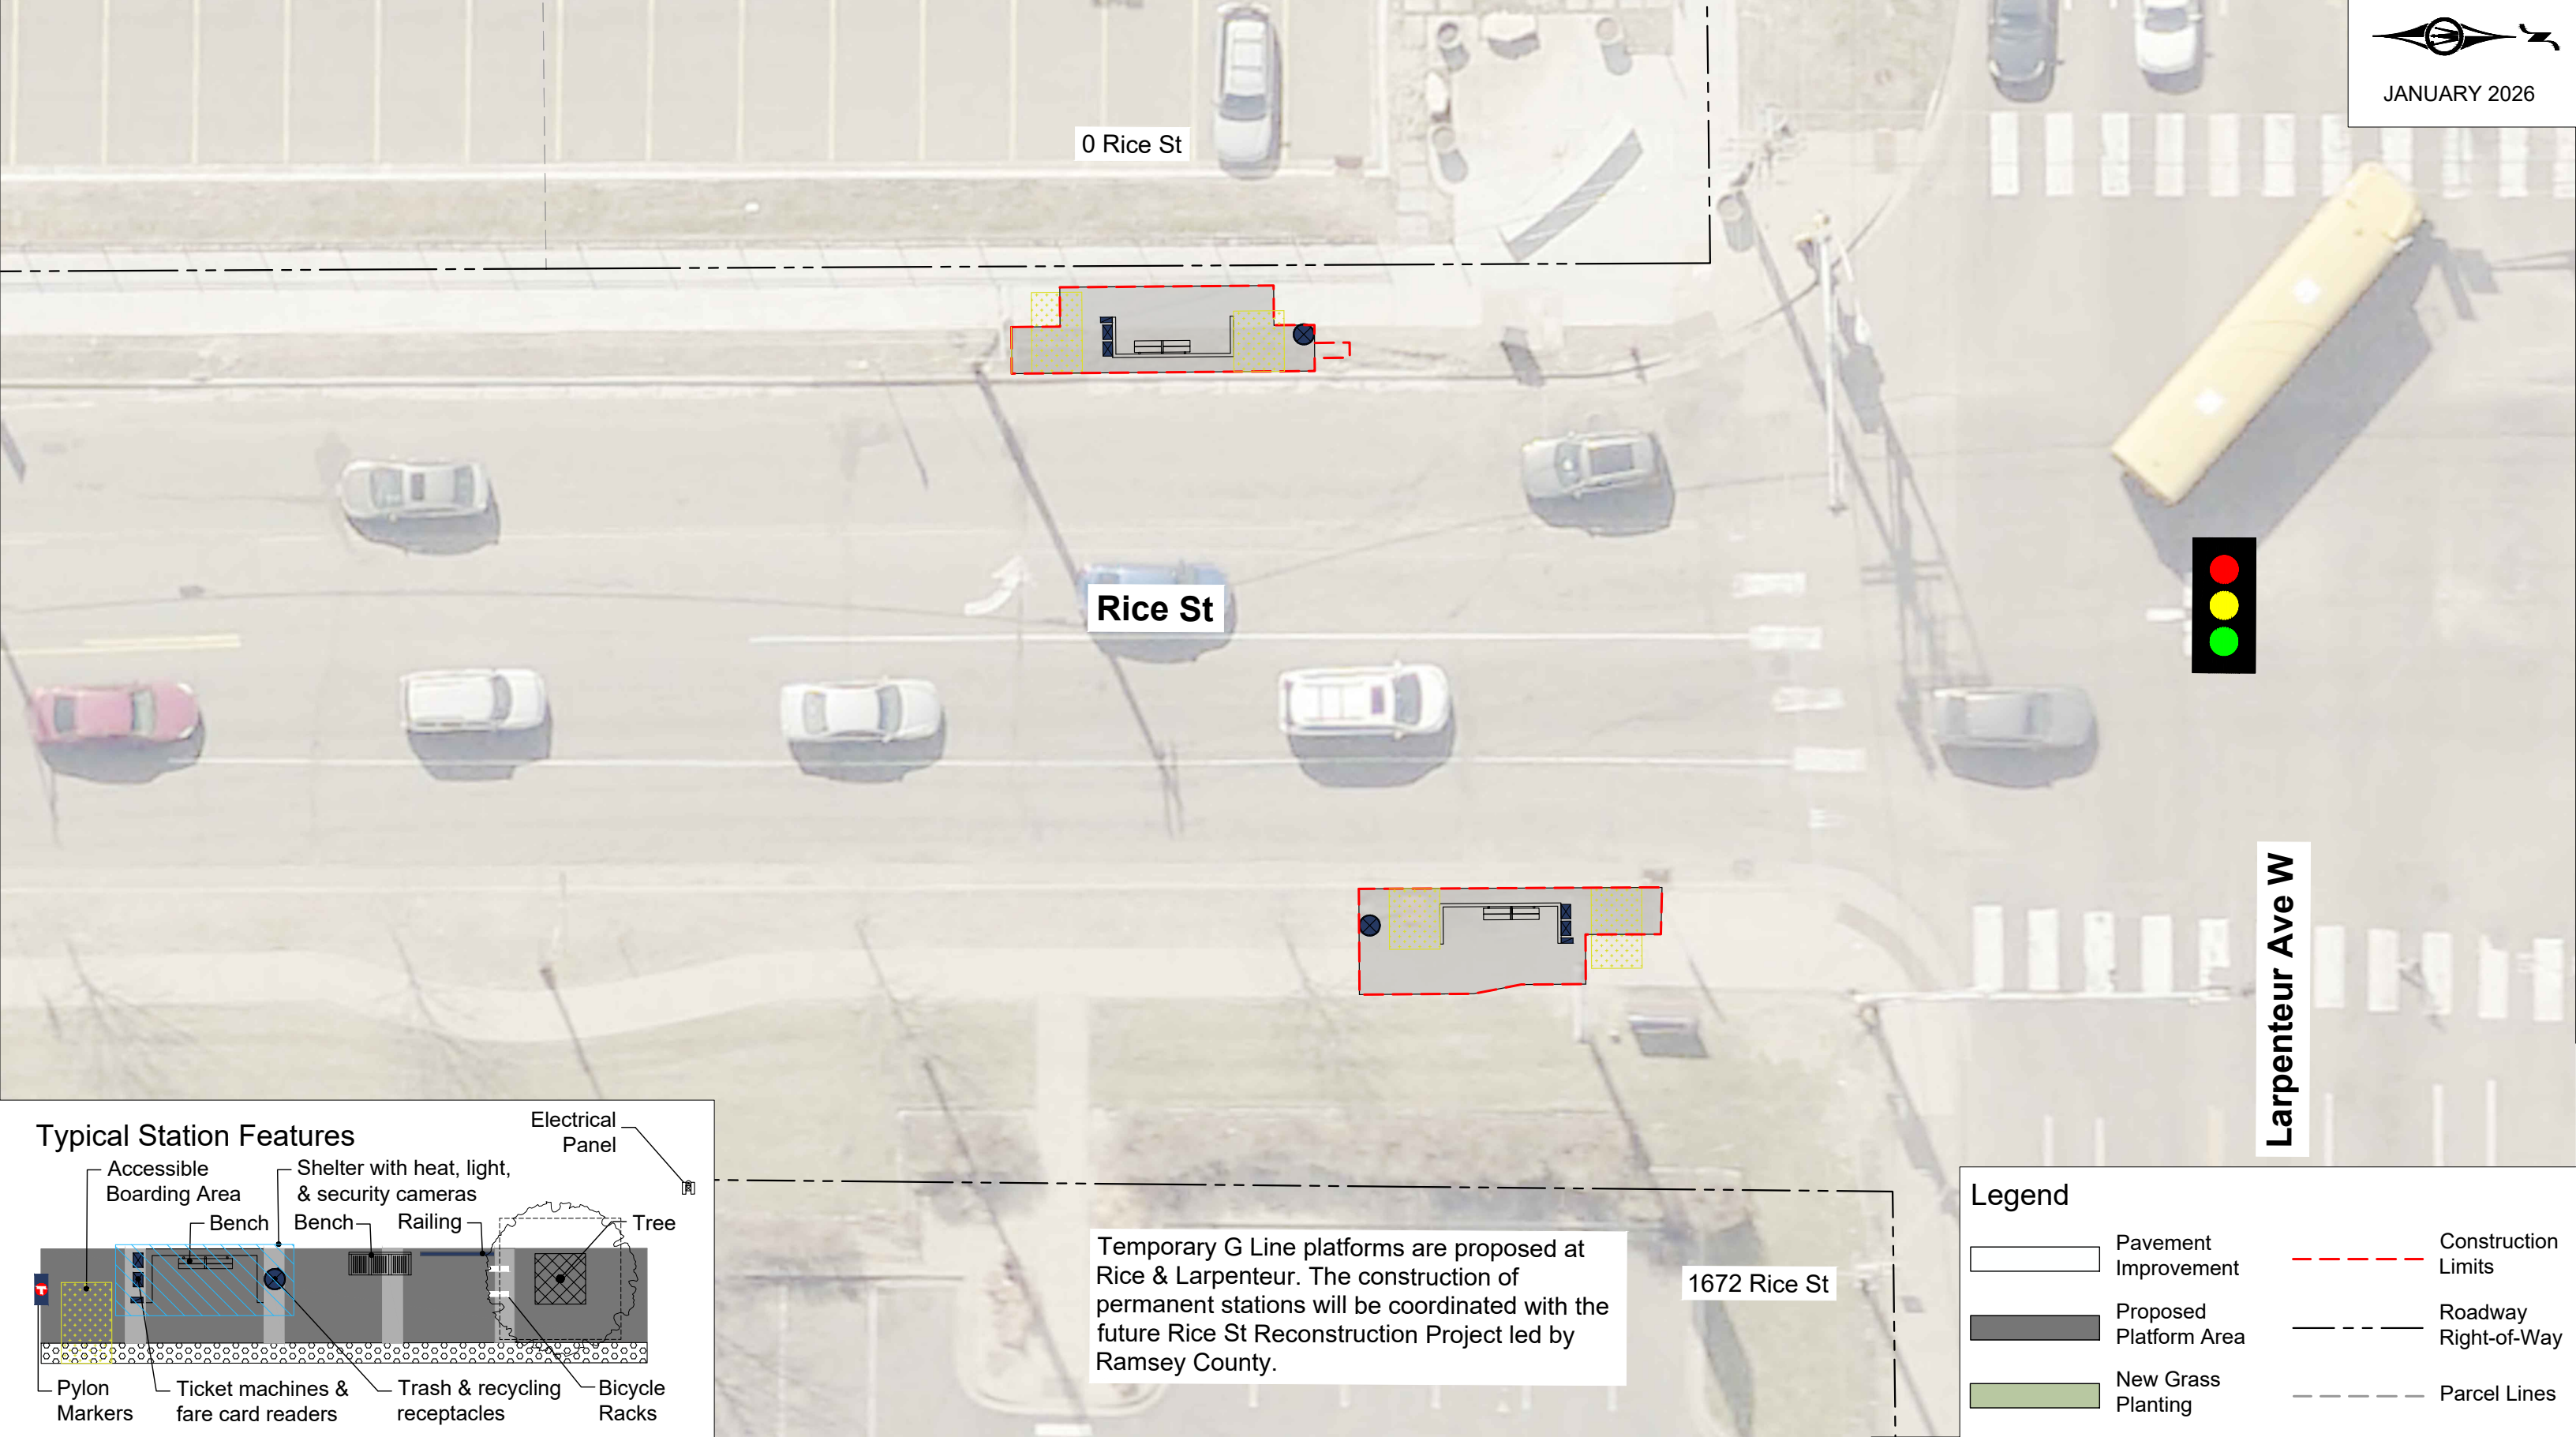 JANUARY 2026
0 Rice St
Rice St
Larpenteur Ave W
Typical Station Features
Electrical
Panel
Accessible
Boarding Area
Shelter with heat, light,
& security cameras
Bench
Bench
Railing
Tree
Pylon
Markers
Ticket machines &
fare card readers
Trash & recycling
receptacles
Bicycle
Racks
Temporary G Line platforms are proposed at
Rice & Larpenteur. The construction of
permanent stations will be coordinated with the
future Rice St Reconstruction Project led by
Ramsey County.
1672 Rice St
Legend
Pavement
Improvement
Proposed
Platform Area
New Grass
Planting
Construction
Limits
Roadway
Right-of-Way
Parcel Lines